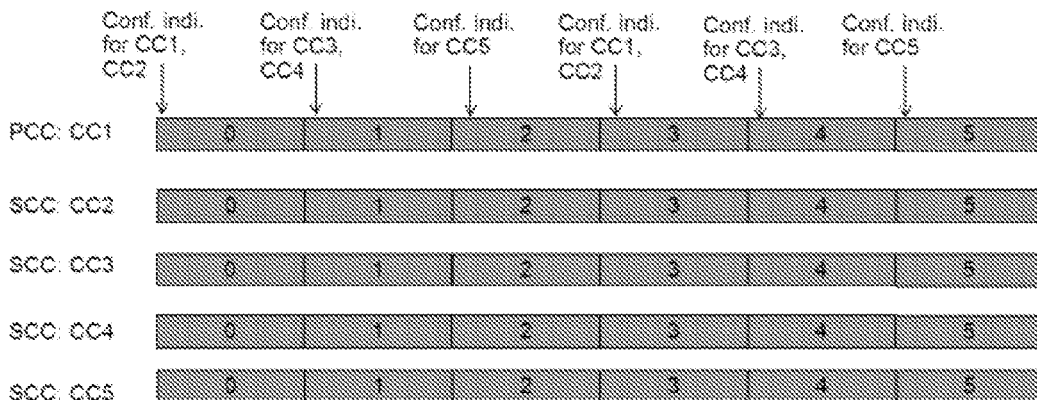 Conf. indi. for CC1, CC2
Conf. indi. for CC3, CC4
Conf. indi. for CC5
Conf. indi. for CC1, CC2
Conf. indi. for CC3, CC4
Conf. indi. for CC5
PCC: CC1 0 1 2 3 4 5
SCC: CC2 0 1 2 3 4 5
SCC: CC3 0 1 2 3 4 5
SCC: CC4 0 1 2 3 4 5
SCC: CC5 0 1 2 3 4 5